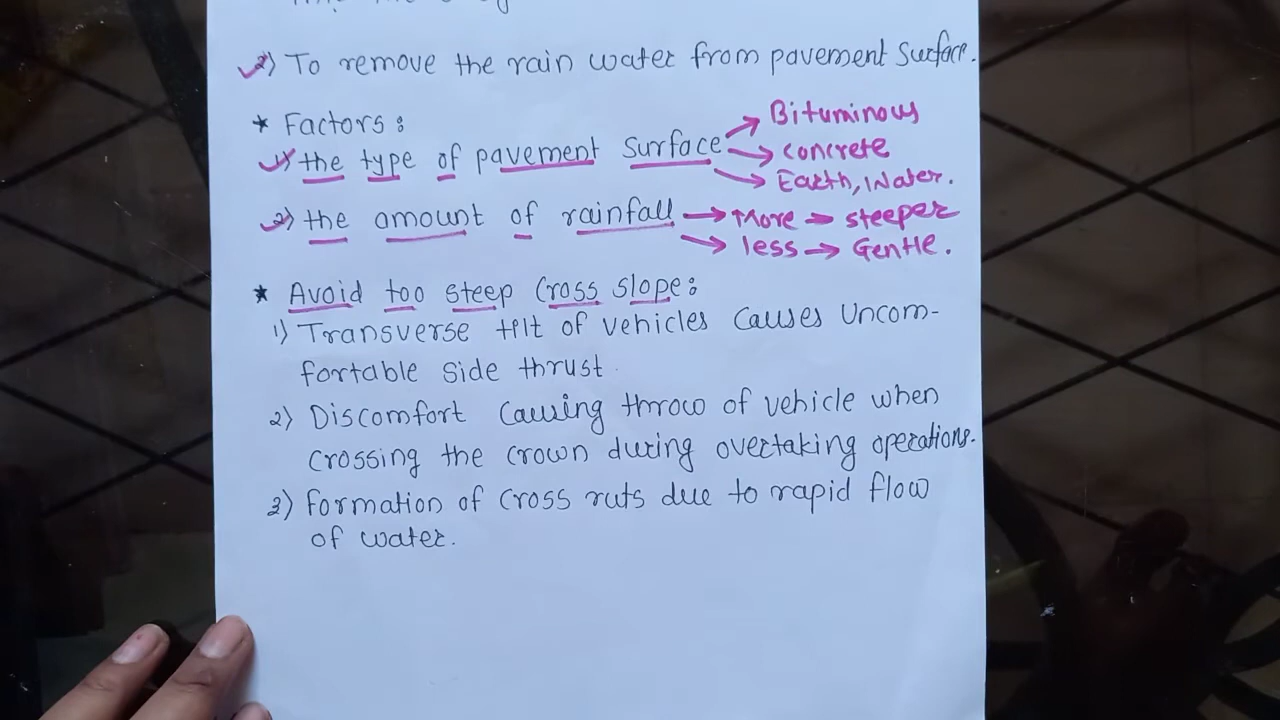 2) To remove the rain water from pavement surface.
* Factors :
1) the type of pavement surface → Bituminous
→ concrete
→ Earth, Water.
2) the amount of rainfall → More → steeper
→ less → Gentle.
* Avoid too steep Cross slope :
1) Transverse tilt of vehicles causes uncom-
fortable side thrust
2) Discomfort causing throw of vehicle when
crossing the crown during overtaking operations.
3) formation of cross ruts due to rapid flow
of water.